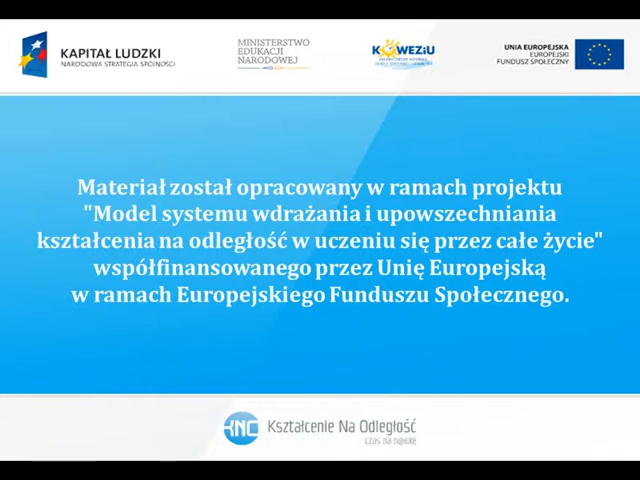 KAPITAŁ LUDZKI
NARODOWA STRATEGIA SPÓJNOŚCI
MINISTERSTWO
EDUKACJI
NARODOWEJ
KOWEZiU
UNIA EUROPEJSKA
EUROPEJSKI
FUNDUSZ SPOŁECZNY
Materiał został opracowany w ramach projektu
"Model systemu wdrażania i upowszechniania
kształcenia na odległość w uczeniu się przez całe życie"
współfinansowanego przez Unię Europejską
w ramach Europejskiego Funduszu Społecznego.
KNO Kształcenie Na Odległość
czas na naukę